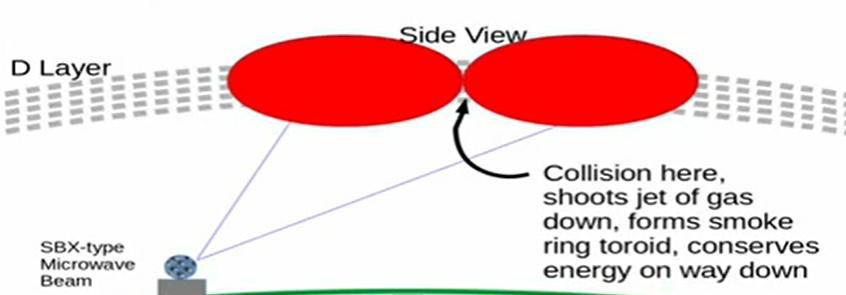 Side View
D Layer
Collision here,
shoots jet of gas
down, forms smoke
ring toroid, conserves
energy on way down
SBX-type
Microwave
Beam